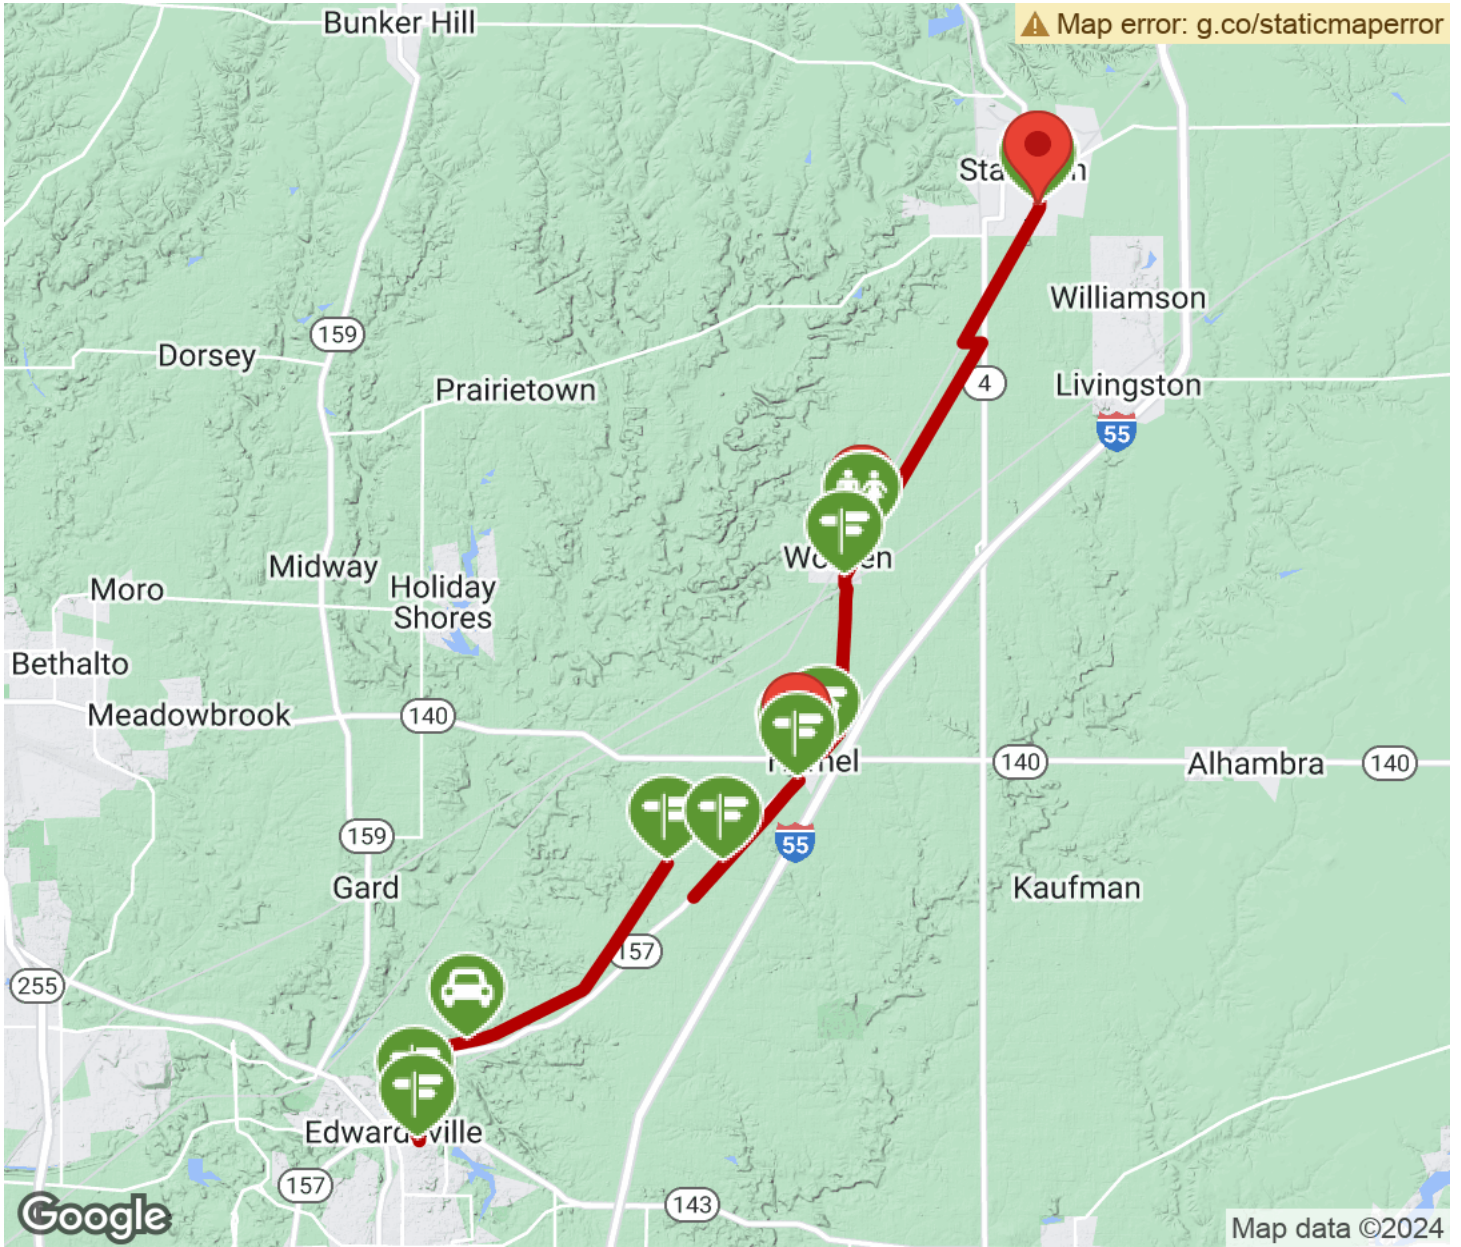 Bunker Hill
Map error: g.co/staticmaperror
Williamson
159
Dorsey
Prairietown
4
Livingston
55
Midway
Holiday
Shores
Moro
Bethalto
Meadowbrook
140
140
Alhambra
140
159
55
Gard
Kaufman
157
255
157
143
Google
Map data ©2024